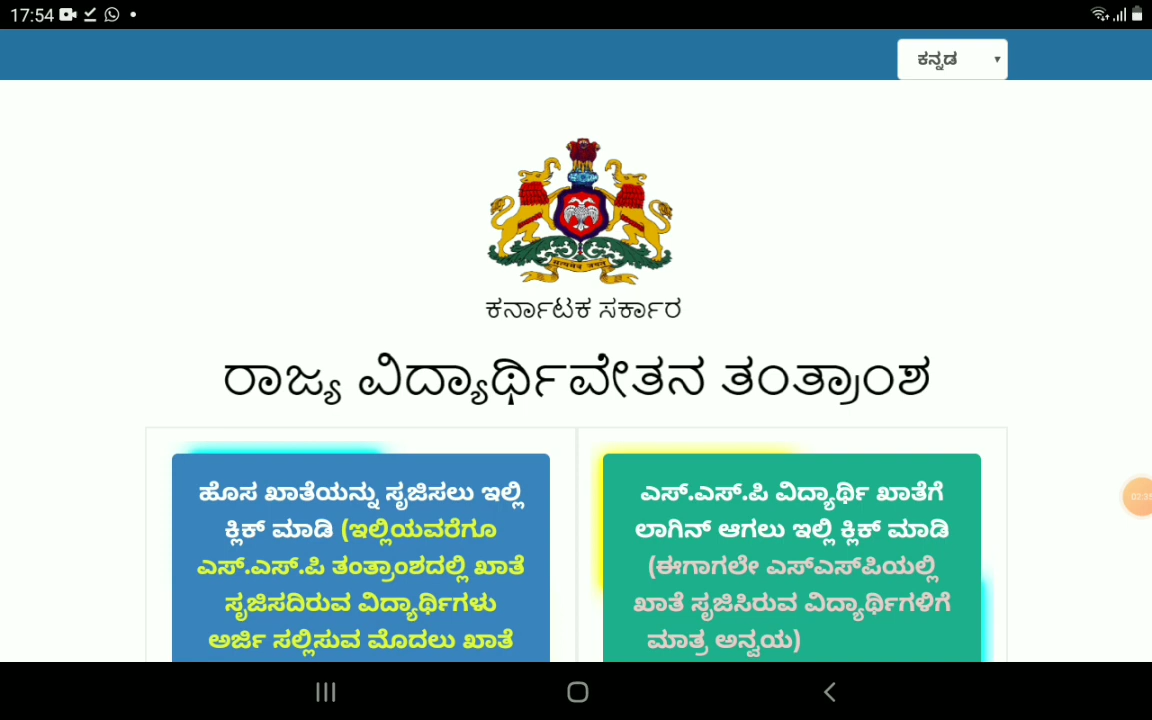 17:54
ಕನ್ನಡ
ಕರ್ನಾಟಕ ಸರ್ಕಾರ
ರಾಜ್ಯ ವಿದ್ಯಾರ್ಥಿವೇತನ ತಂತ್ರಾಂಶ
ಹೊಸ ಖಾತೆಯನ್ನು ಸೃಜಿಸಲು ಇಲ್ಲಿ
ಕ್ಲಿಕ್ ಮಾಡಿ (ಇಲ್ಲಿಯವರೆಗೂ
ಎಸ್.ಎಸ್.ಪಿ ತಂತ್ರಾಂಶದಲ್ಲಿ ಖಾತೆ
ಸೃಜಿಸದಿರುವ ವಿದ್ಯಾರ್ಥಿಗಳು
ಅರ್ಜಿ ಸಲ್ಲಿಸುವ ಮೊದಲು ಖಾತೆ
ಎಸ್.ಎಸ್.ಪಿ ವಿದ್ಯಾರ್ಥಿ ಖಾತೆಗೆ
ಲಾಗಿನ್ ಆಗಲು ಇಲ್ಲಿ ಕ್ಲಿಕ್ ಮಾಡಿ
(ಈಗಾಗಲೇ ಎಸ್ಎಸ್‌ಪಿಯಲ್ಲಿ
ಖಾತೆ ಸೃಜಿಸಿರುವ ವಿದ್ಯಾರ್ಥಿಗಳಿಗೆ
ಮಾತ್ರ ಅನ್ವಯ)